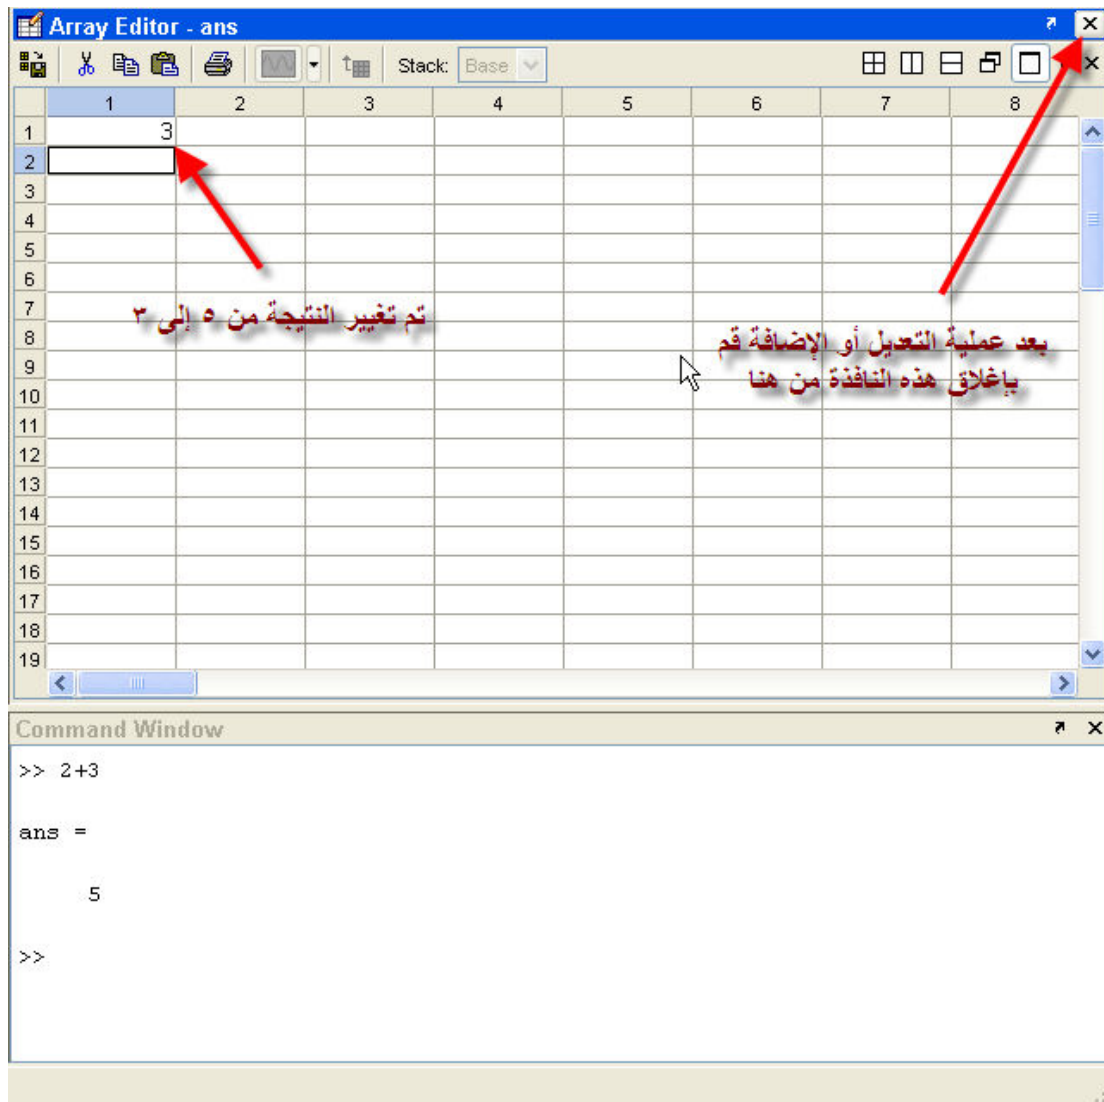 Array Editor - ans
Stack: Base
1 2 3 4 5 6 7 8
1 3
2
3
4
5
6
7
تم تغيير النتيجة من ٥ إلى ٣
8
بعد عملية التعديل أو الإضافة قم
9
بإغلاق هذه النافذة من هنا
10
11
12
13
14
15
16
17
18
19
Command Window
>> 2+3
ans =
5
>>